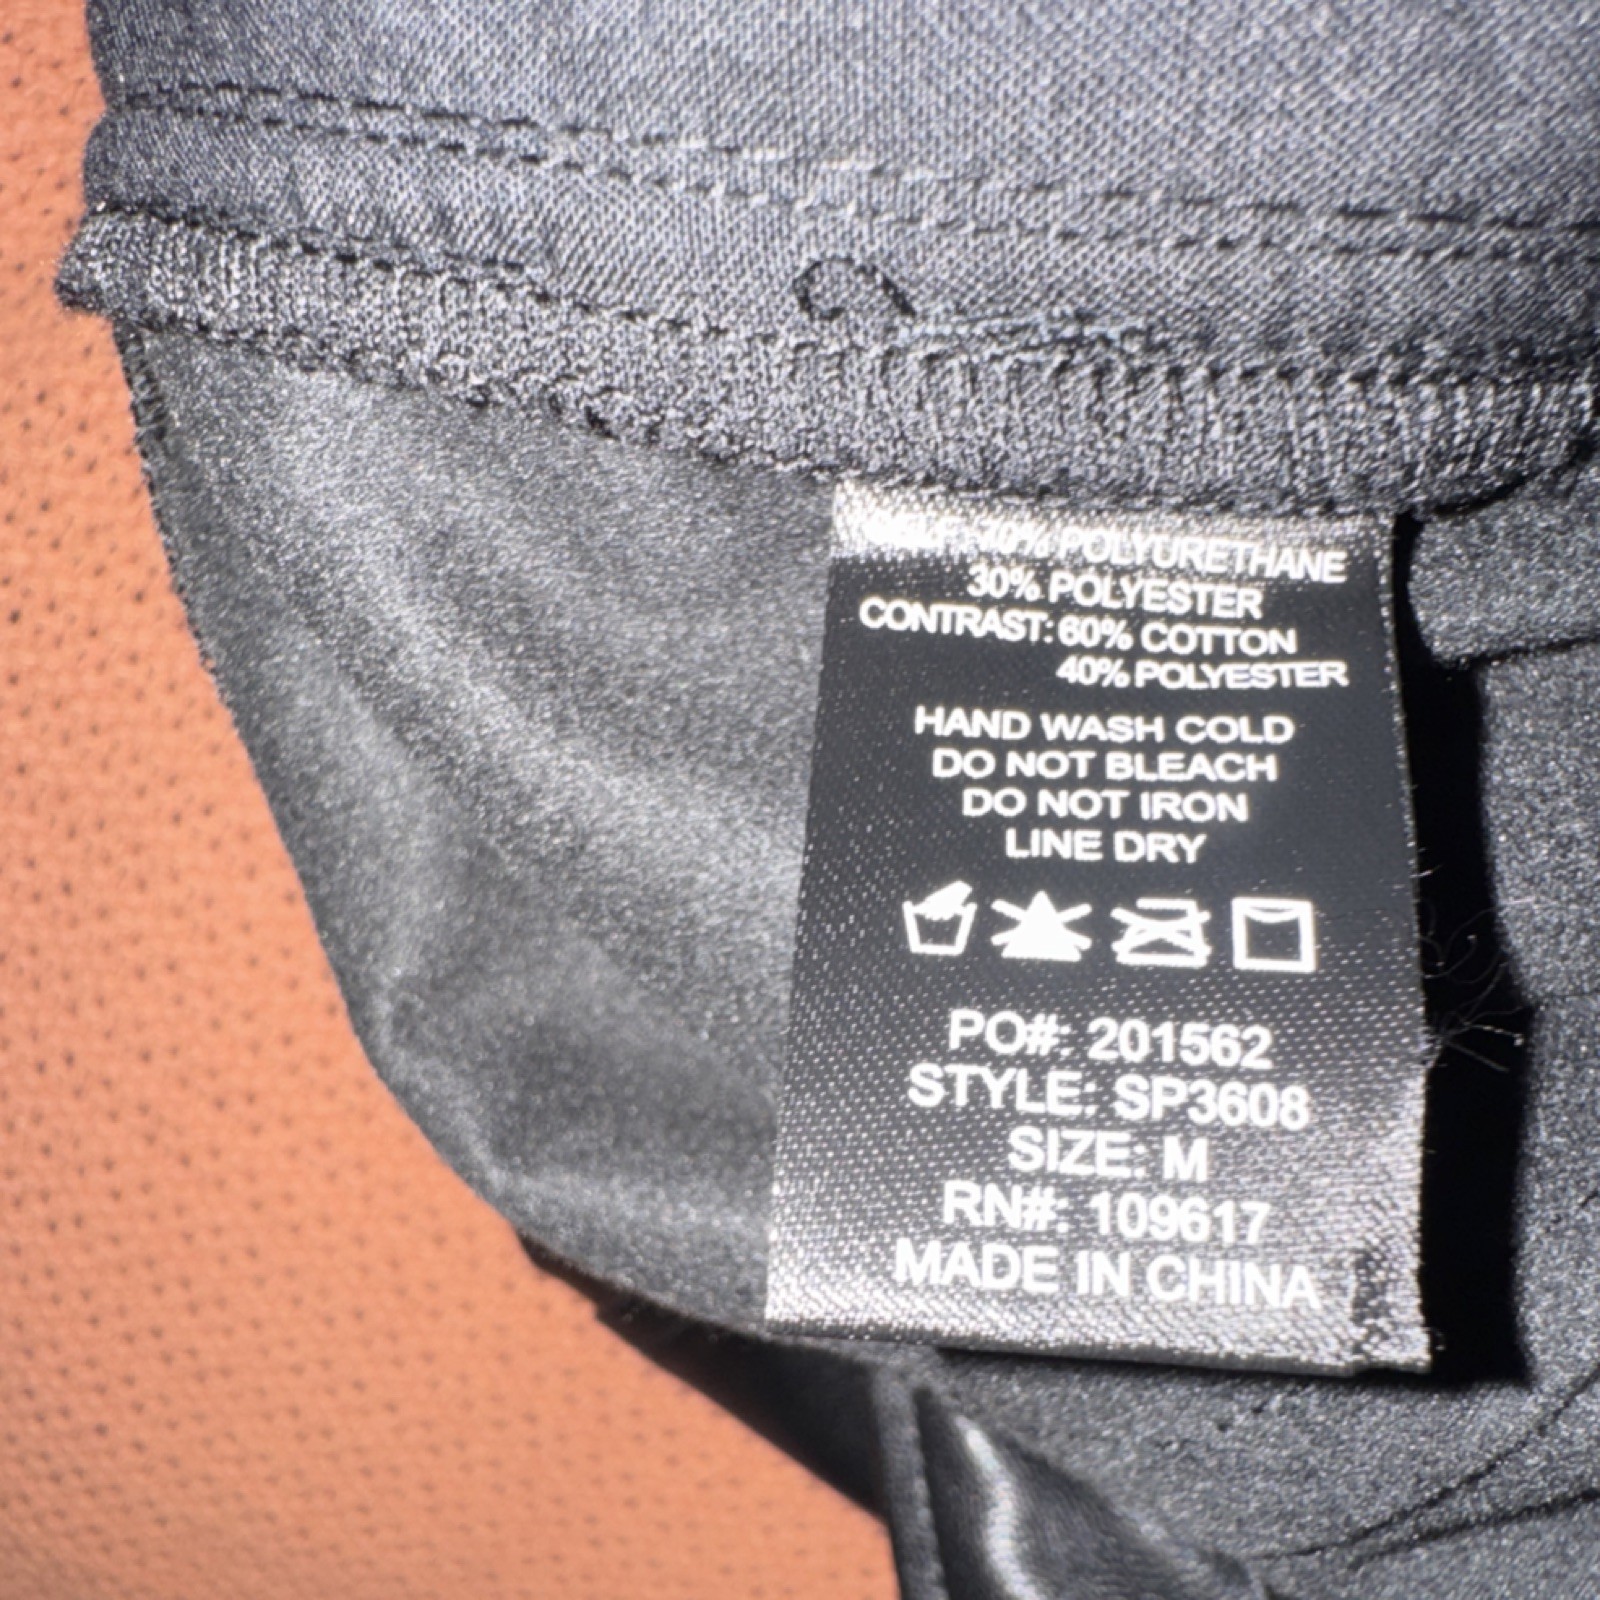 70% POLYURETHANE
30% POLYESTER
CONTRAST: 60% COTTON
40% POLYESTER
HAND WASH COLD
DO NOT BLEACH
DO NOT IRON
LINE DRY
PO#: 201562
STYLE: SP3608
SIZE: M
RN#: 109617
MADE IN CHINA